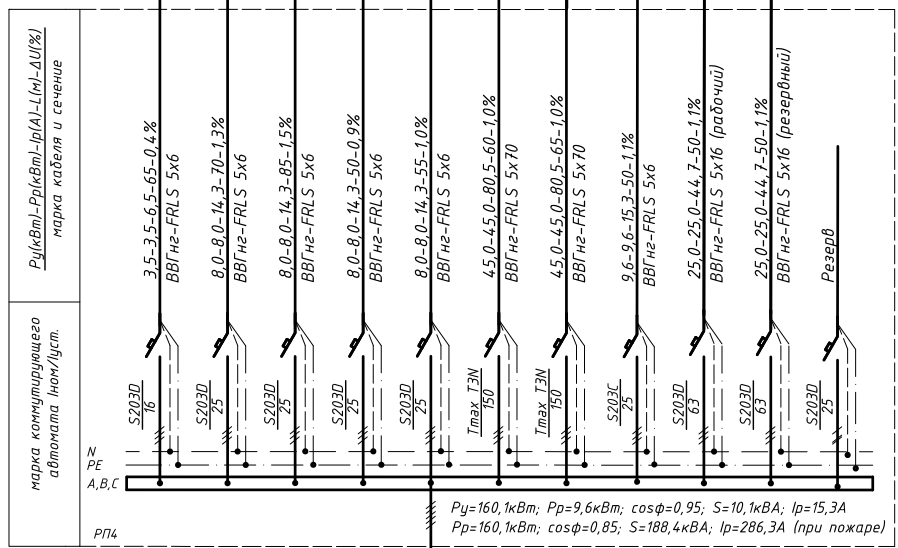 Ру(кВт)-Рр(кВт)-Ip(А)-L(м)-ΔU(%)
марка кабеля и сечение
3,5-3,5-6,5-65-0,4%
ВВГнг-FRLS 5х6
8,0-8,0-14,3-70-1,3%
ВВГнг-FRLS 5х6
8,0-8,0-14,3-85-1,5%
ВВГнг-FRLS 5х6
8,0-8,0-14,3-50-0,9%
ВВГнг-FRLS 5х6
8,0-8,0-14,3-55-1,0%
ВВГнг-FRLS 5х6
45,0-45,0-80,5-60-1,0%
ВВГнг-FRLS 5х70
45,0-45,0-80,5-65-1,0%
ВВГнг-FRLS 5х70
9,6-9,6-15,3-50-1,1%
ВВГнг-FRLS 5х6
25,0-25,0-44,7-50-1,1%
ВВГнг-FRLS 5х16 (рабочий)
25,0-25,0-44,7-50-1,1%
ВВГнг-FRLS 5х16 (резервный)
Резерв
марка коммутирующего
автомата Iном/Iуст.
S203D
16
S203D
25
S203D
25
S203D
25
S203D
25
Tmax T3N
150
Tmax T3N
150
S203C
25
S203D
63
S203D
63
S203D
25
N
PE
A,B,C
Ру=160,1кВт; Рр=9,6кВт; cosφ=0,95; S=10,1кВА; Ip=15,3А
Рр=160,1кВт; cosφ=0,85; S=188,4кВА; Ip=286,3А (при пожаре)
РП4